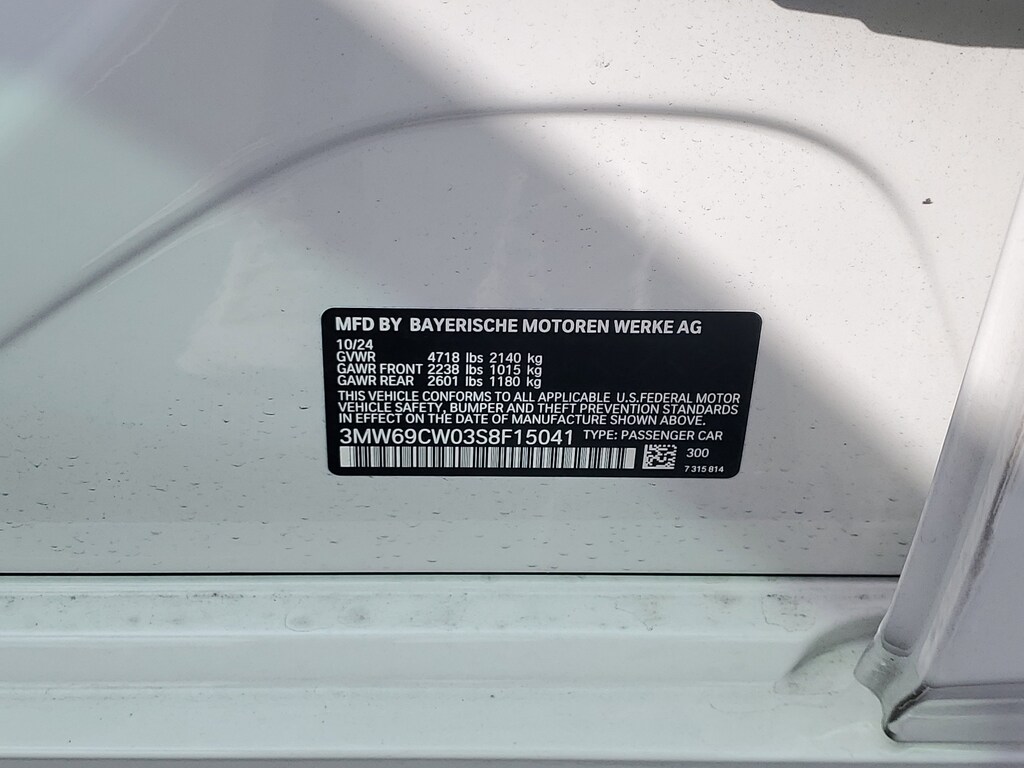 MFD BY BAYERISCHE MOTOREN WERKE AG
10/24
GVWR 4718 lbs 2140 kg
GAWR FRONT 2238 lbs 1015 kg
GAWR REAR 2601 lbs 1180 kg
THIS VEHICLE CONFORMS TO ALL APPLICABLE U.S.FEDERAL MOTOR
VEHICLE SAFETY, BUMPER AND THEFT PREVENTION STANDARDS
IN EFFECT ON THE DATE OF MANUFACTURE SHOWN ABOVE.
3MW69CW03S8F15041 TYPE: PASSENGER CAR
300
7 315 814